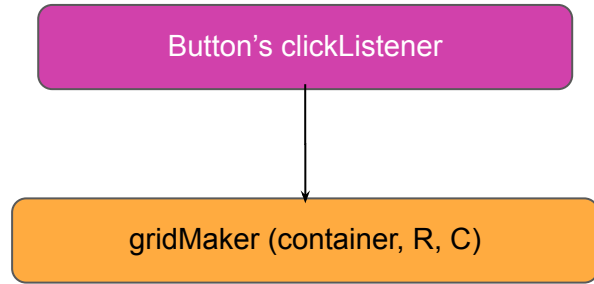 Button’s clickListener
gridMaker (container, R, C)